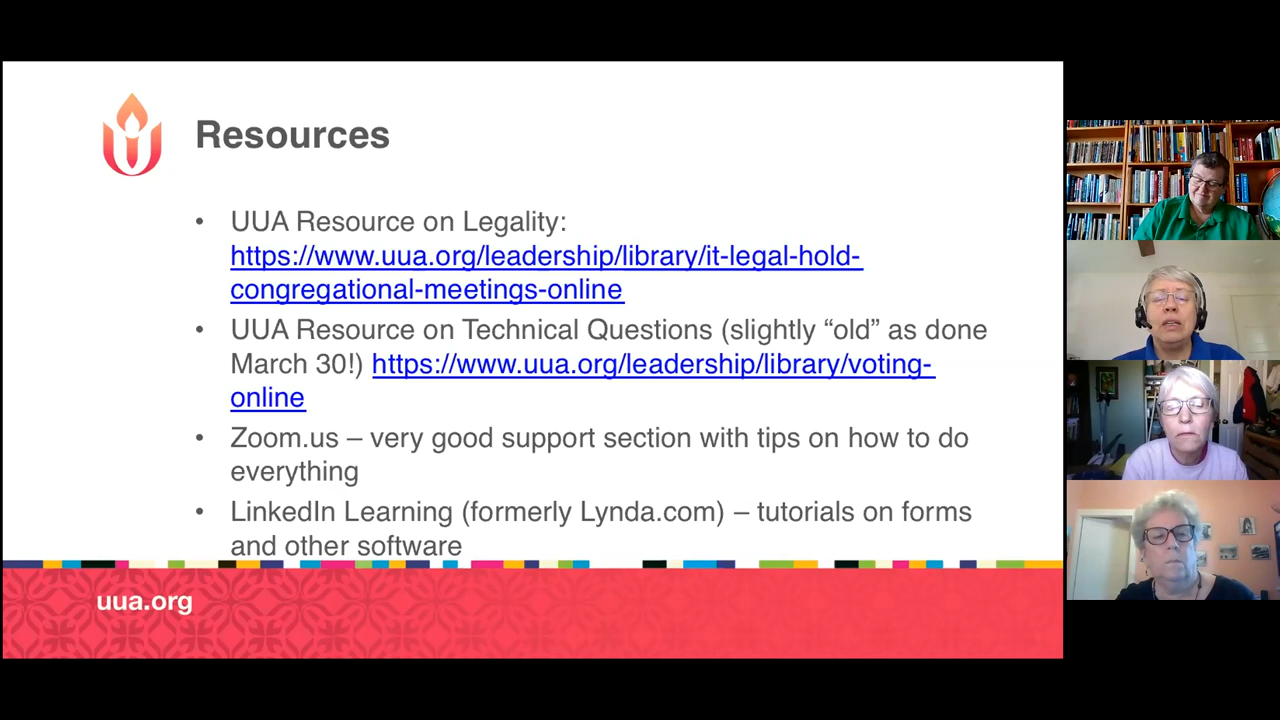 Resources
• UUA Resource on Legality:
https://www.uua.org/leadership/library/it-legal-hold-
congregational-meetings-online
• UUA Resource on Technical Questions (slightly “old” as done
March 30!) https://www.uua.org/leadership/library/voting-
online
• Zoom.us – very good support section with tips on how to do
everything
• LinkedIn Learning (formerly Lynda.com) – tutorials on forms
and other software
uua.org